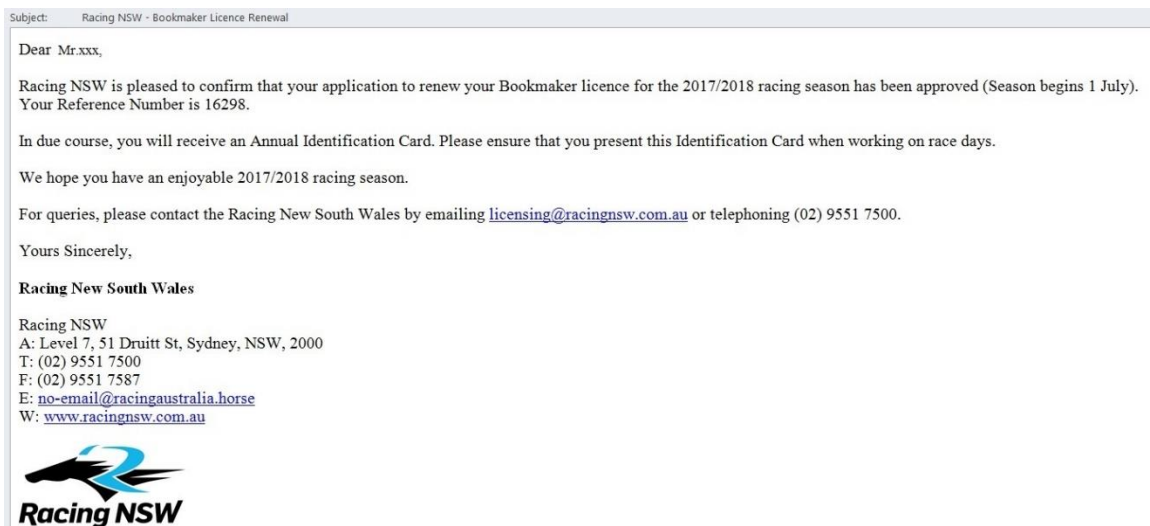 Subject: Racing NSW - Bookmaker Licence Renewal
Dear Mr.xxx,
Racing NSW is pleased to confirm that your application to renew your Bookmaker licence for the 2017/2018 racing season has been approved (Season begins 1 July).
Your Reference Number is 16298.
In due course, you will receive an Annual Identification Card. Please ensure that you present this Identification Card when working on race days.
We hope you have an enjoyable 2017/2018 racing season.
For queries, please contact the Racing New South Wales by emailing licensing@racingnsw.com.au or telephoning (02) 9551 7500.
Yours Sincerely,
Racing New South Wales
Racing NSW
A: Level 7, 51 Druitt St, Sydney, NSW, 2000
T: (02) 9551 7500
F: (02) 9551 7587
E: no-email@racingaustralia.horse
W: www.racingnsw.com.au
Racing NSW